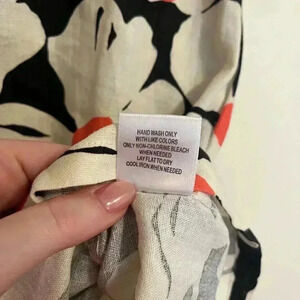 HAND WASH ONLY
WITH LIKE COLORS
ONLY NON-CHLORINE BLEACH
WHEN NEEDED
LAY FLAT TO DRY
COOL IRON WHEN NEEDED